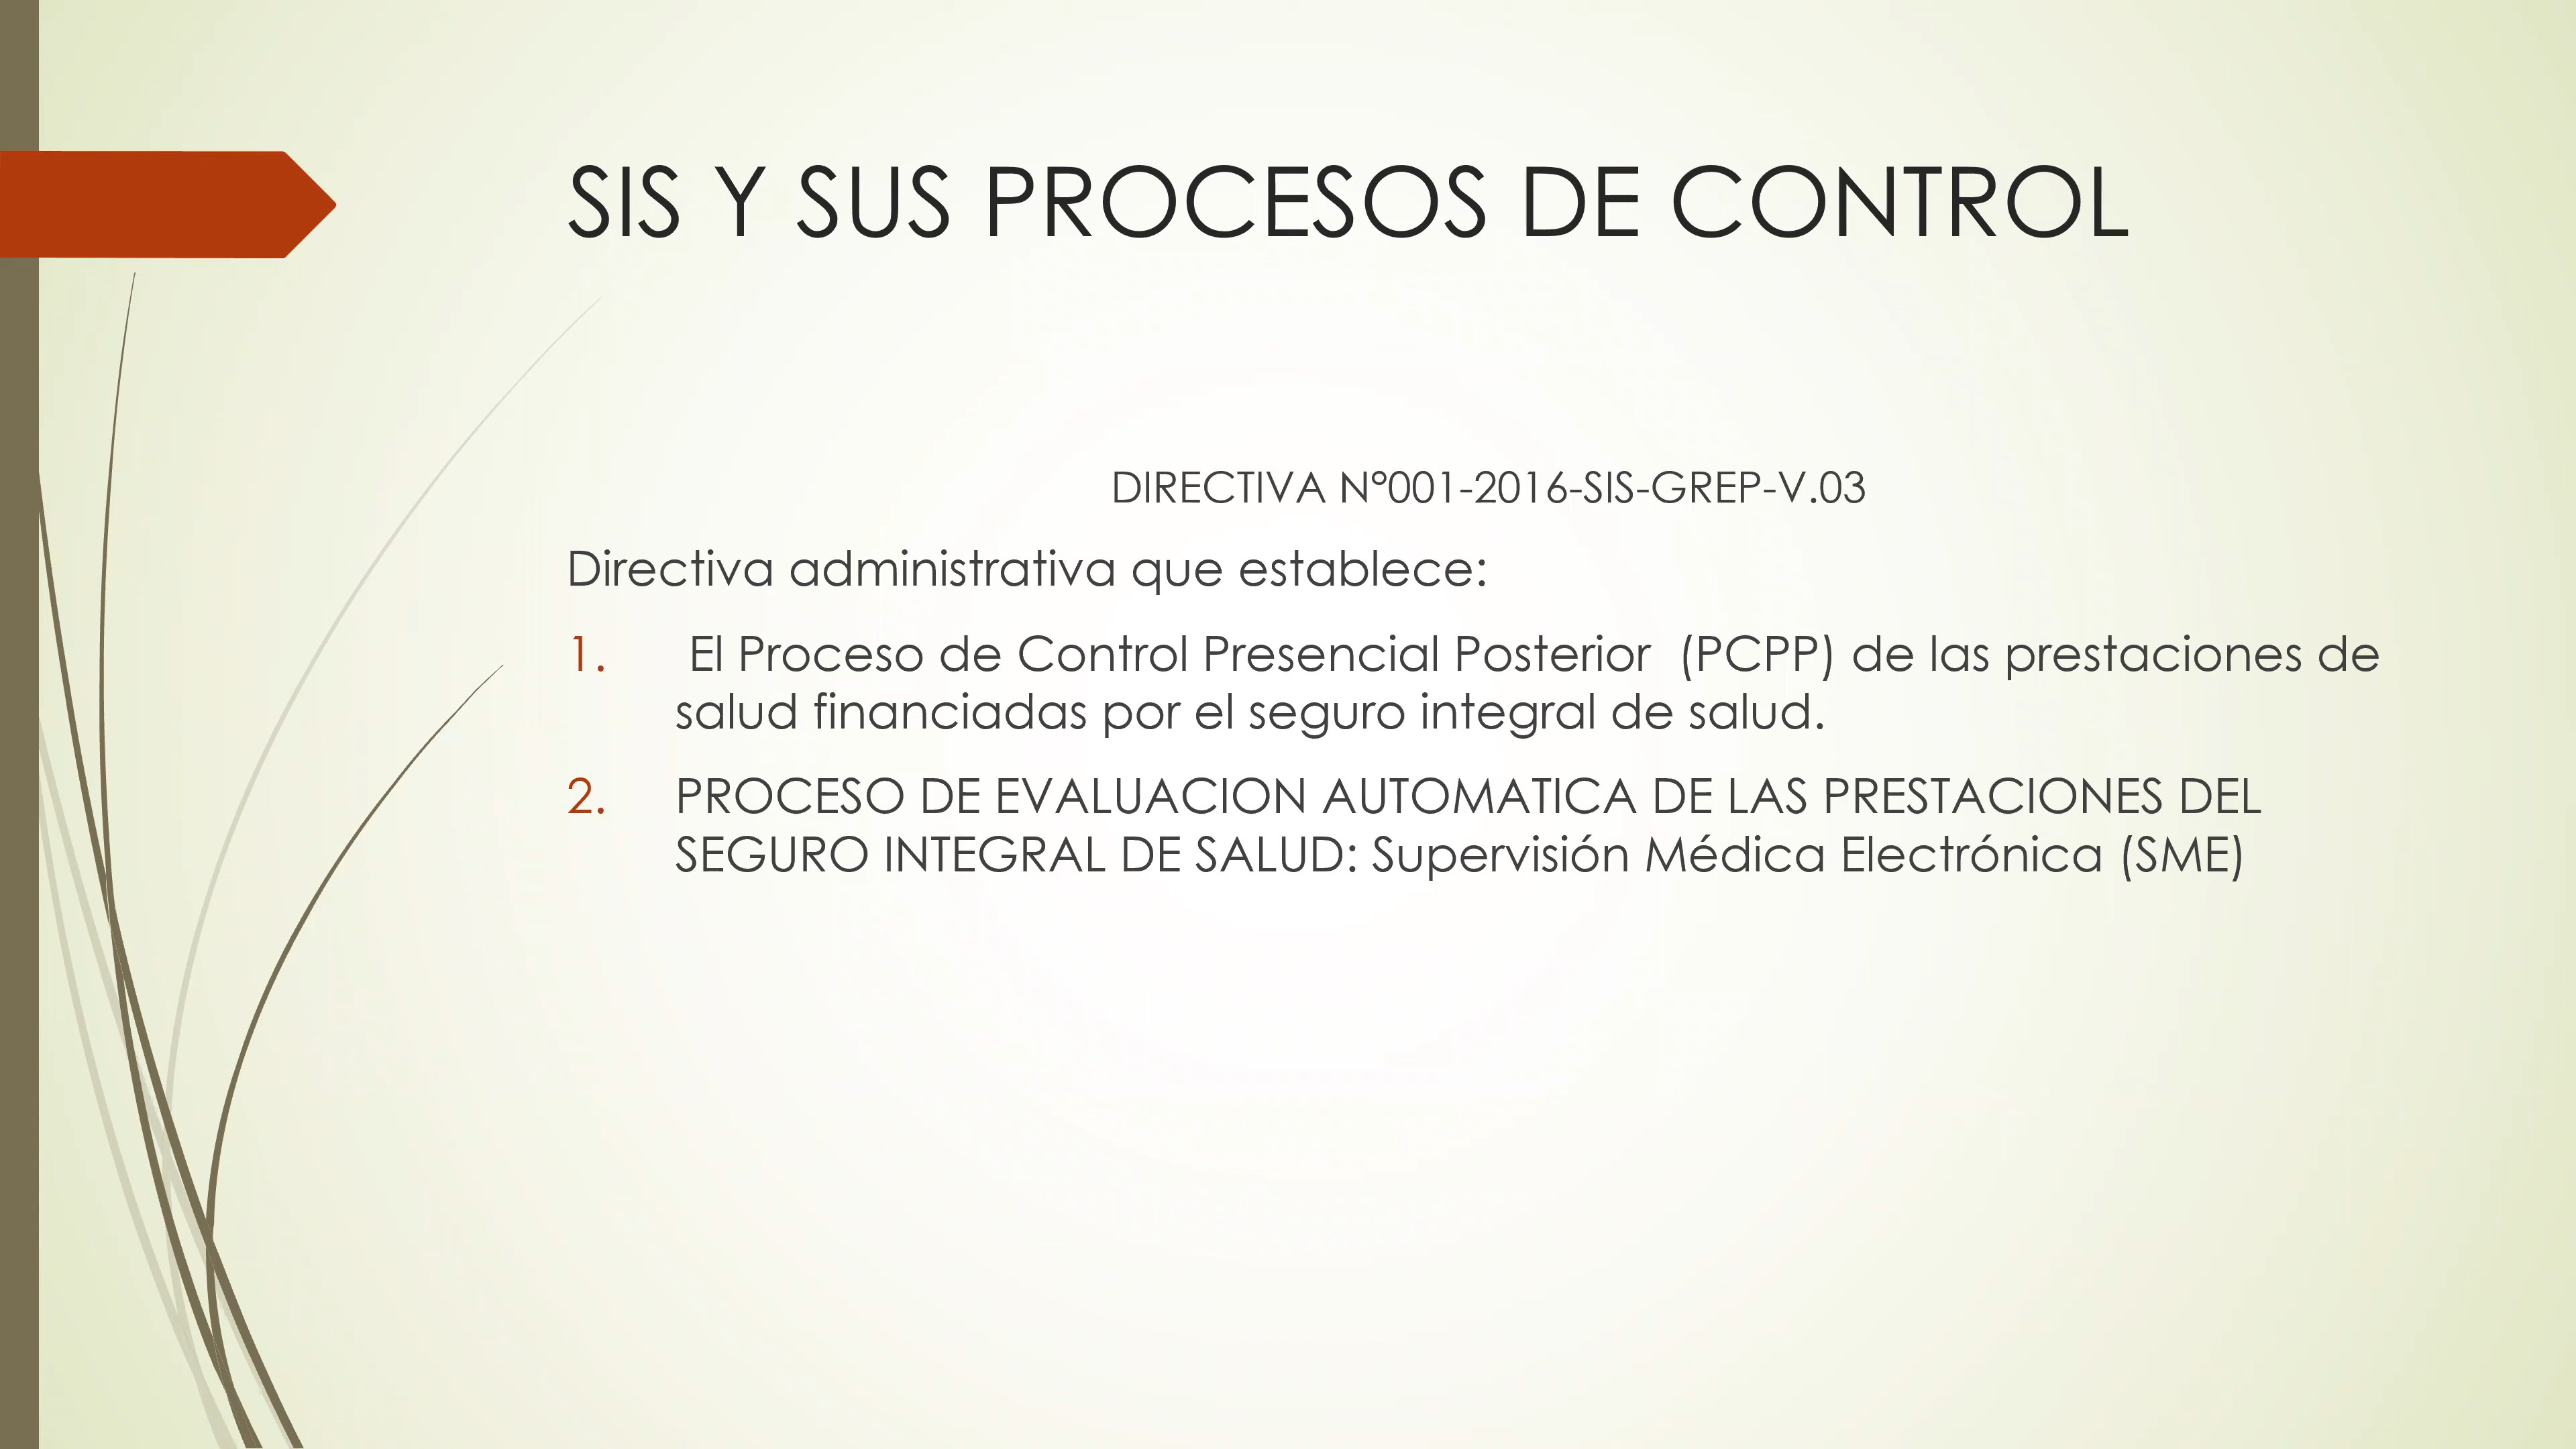 SIS Y SUS PROCESOS DE CONTROL
DIRECTIVA N°001-2016-SIS-GREP-V.03
Directiva administrativa que establece:
1. El Proceso de Control Presencial Posterior (PCPP) de las prestaciones de
salud financiadas por el seguro integral de salud.
2. PROCESO DE EVALUACION AUTOMATICA DE LAS PRESTACIONES DEL
SEGURO INTEGRAL DE SALUD: Supervisión Médica Electrónica (SME)